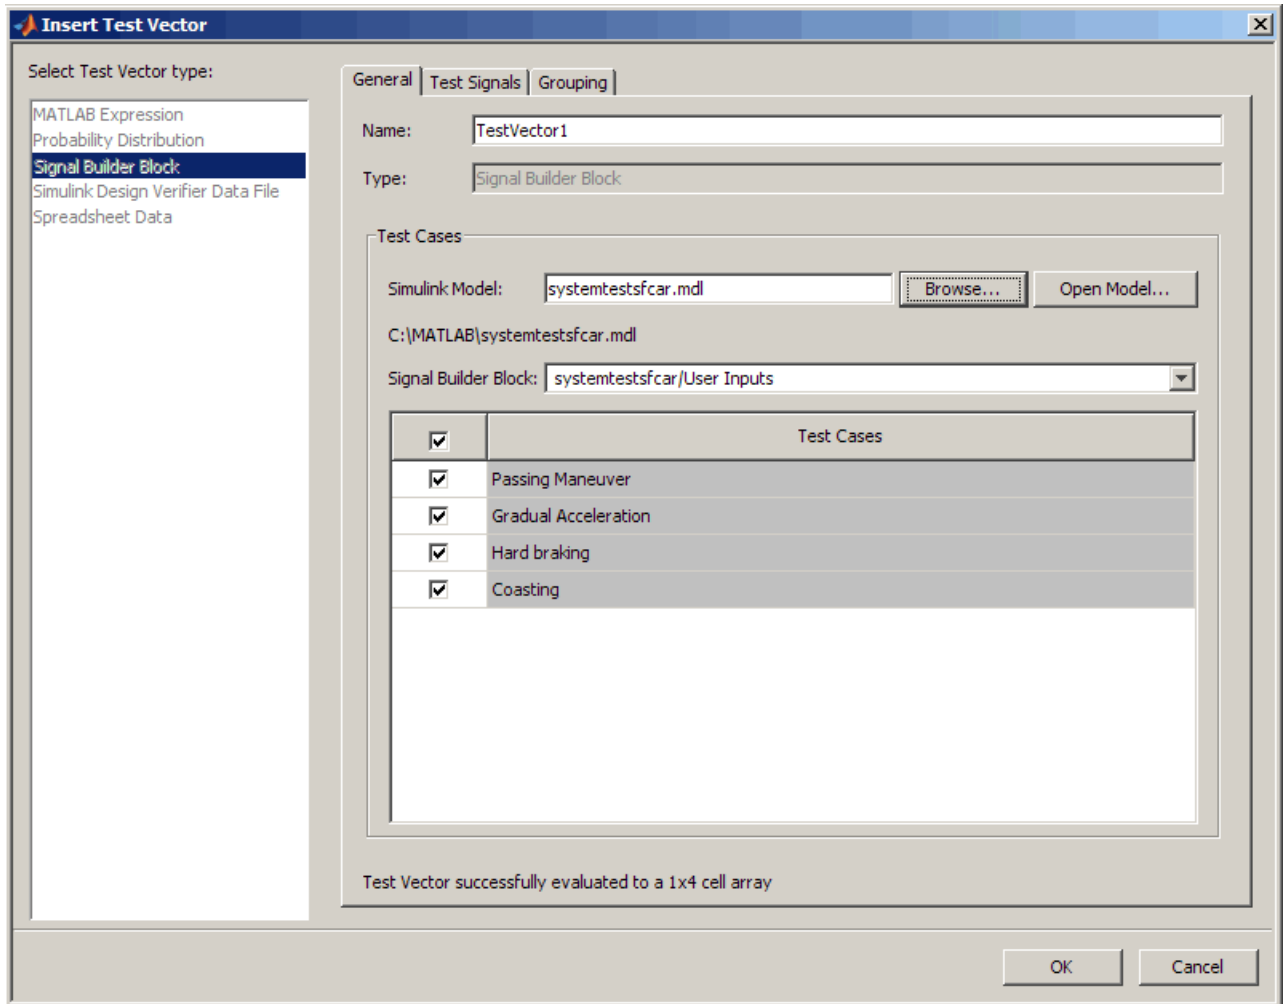 Insert Test Vector
Select Test Vector type:
MATLAB Expression
Probability Distribution
Signal Builder Block
Simulink Design Verifier Data File
Spreadsheet Data
General Test Signals Grouping
Name: TestVector1
Type: Signal Builder Block
Test Cases
Simulink Model: systemtestsfcar.mdl Browse... Open Model...
C:\MATLAB\systemtestsfcar.mdl
Signal Builder Block: systemtestsfcar/User Inputs
Test Cases
Passing Maneuver
Gradual Acceleration
Hard braking
Coasting
Test Vector successfully evaluated to a 1x4 cell array
OK Cancel